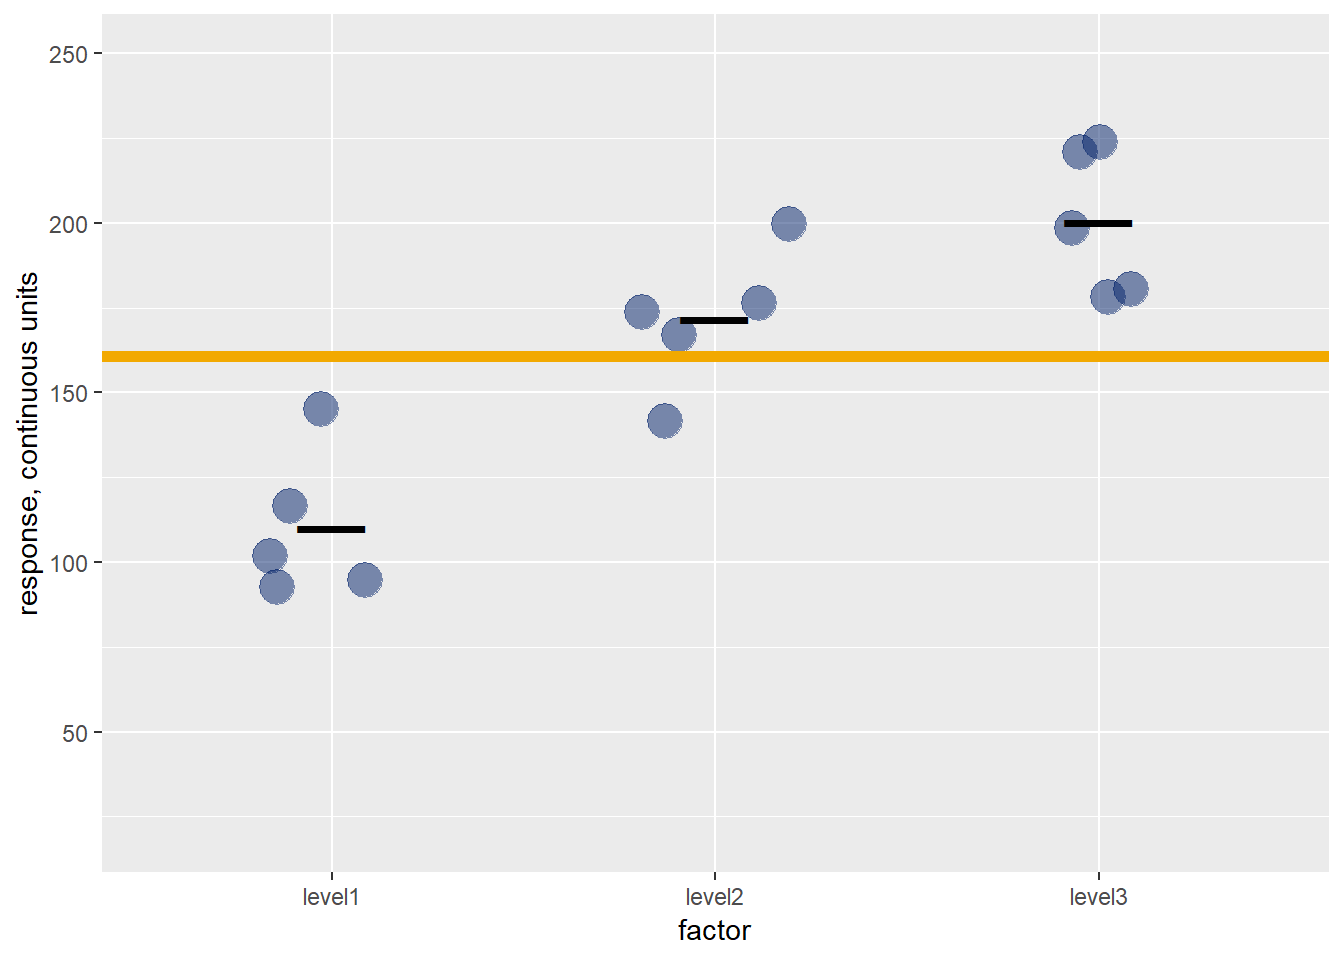 response, continuous units
250
200
150
100
50
level1
level2
level3
factor